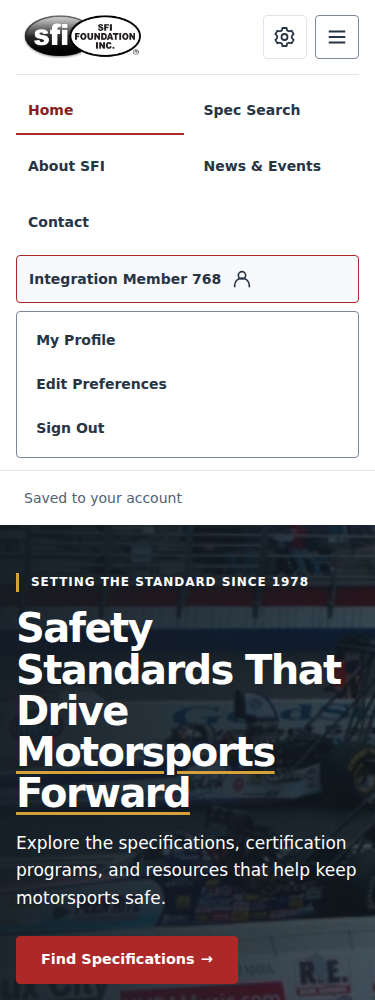 sfi
SFI
FOUNDATION
INC.
®
Home
Spec Search
About SFI
News & Events
Contact
Integration Member 768
My Profile
Edit Preferences
Sign Out
Saved to your account
SETTING THE STANDARD SINCE 1978
Safety
Standards That
Drive
Motorsports
Forward
Explore the specifications, certification
programs, and resources that help keep
motorsports safe.
Find Specifications →
R.E.